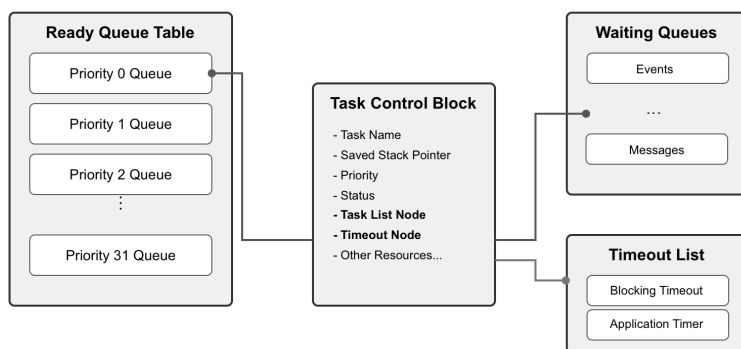 Ready Queue Table
Priority 0 Queue
Priority 1 Queue
Priority 2 Queue
⋮
Priority 31 Queue
Task Control Block
- Task Name
- Saved Stack Pointer
- Priority
- Status
- Task List Node
- Timeout Node
- Other Resources...
Waiting Queues
Events
...
Messages
Timeout List
Blocking Timeout
Application Timer